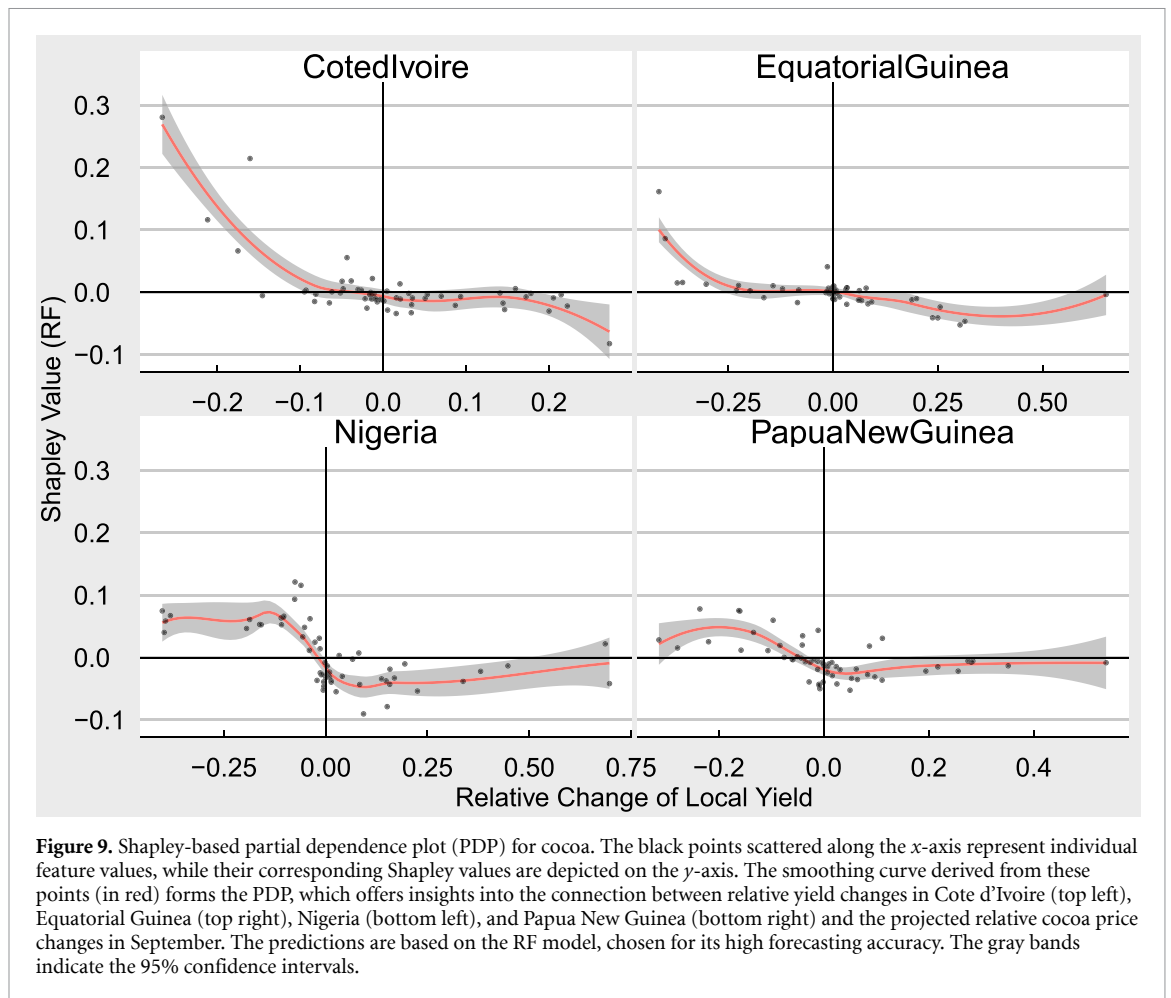 CotedIvoire
EquatorialGuinea
0.3
0.2
0.1
0.0
−0.1
−0.2
−0.1
0.0
0.1
0.2
−0.25
0.00
0.25
0.50
Shapley Value (RF)
Nigeria
PapuaNewGuinea
0.3
0.2
0.1
0.0
−0.1
−0.25
0.00
0.25
0.50
0.75
−0.2
0.0
0.2
0.4
Relative Change of Local Yield
Figure 9. Shapley-based partial dependence plot (PDP) for cocoa. The black points scattered along the x-axis represent individual
feature values, while their corresponding Shapley values are depicted on the y-axis. The smoothing curve derived from these
points (in red) forms the PDP, which offers insights into the connection between relative yield changes in Cote d’Ivoire (top left),
Equatorial Guinea (top right), Nigeria (bottom left), and Papua New Guinea (bottom right) and the projected relative cocoa price
changes in September. The predictions are based on the RF model, chosen for its high forecasting accuracy. The gray bands
indicate the 95% confidence intervals.